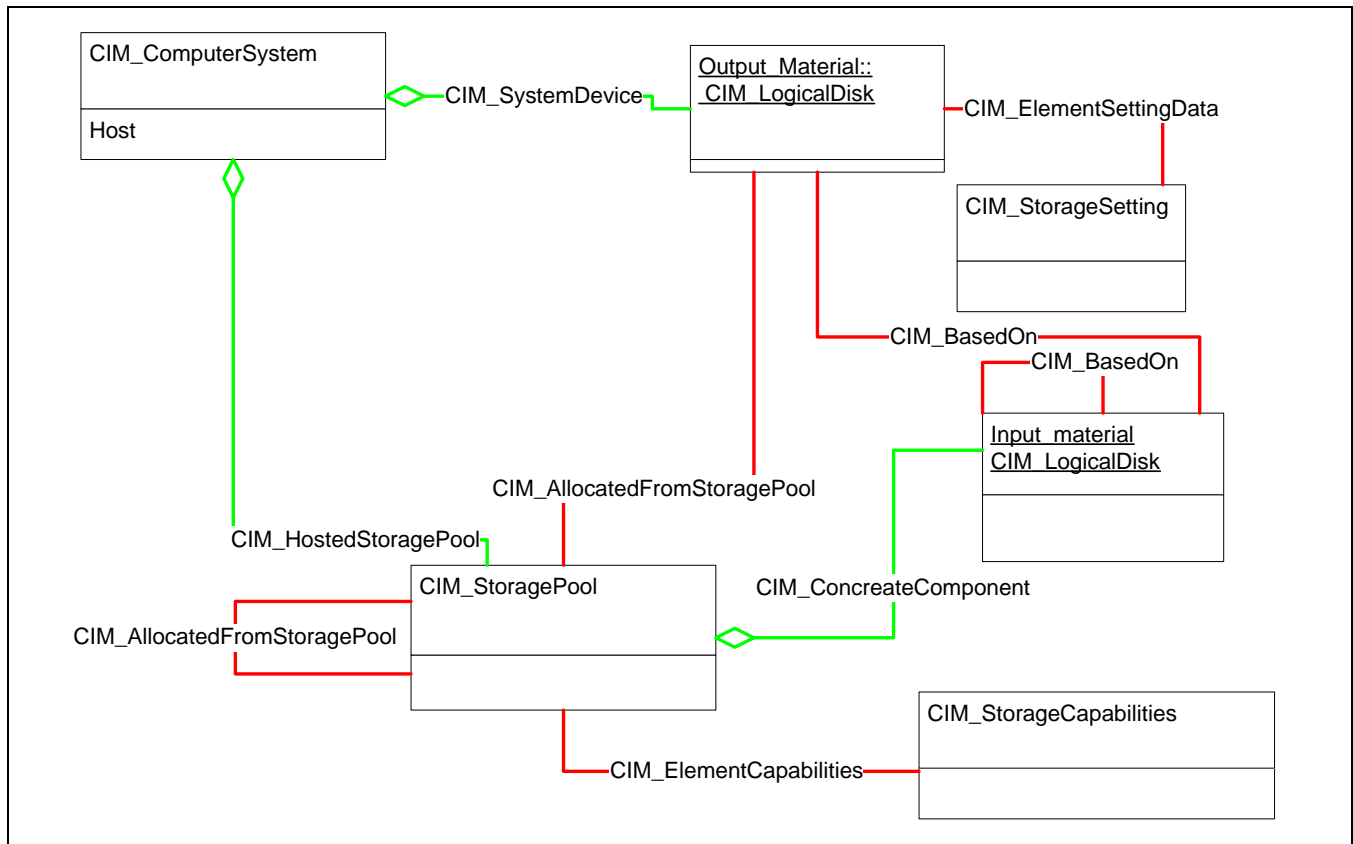 CIM_ComputerSystem
Host
CIM_SystemDevice
Output_Material::
CIM_LogicalDisk
CIM_ElementSettingData
CIM_StorageSetting
CIM_BasedOn
CIM_BasedOn
Input_material
CIM_LogicalDisk
CIM_AllocatedFromStoragePool
CIM_HostedStoragePool
CIM_StoragePool
CIM_ConcreateComponent
CIM_AllocatedFromStoragePool
CIM_StorageCapabilities
CIM_ElementCapabilities